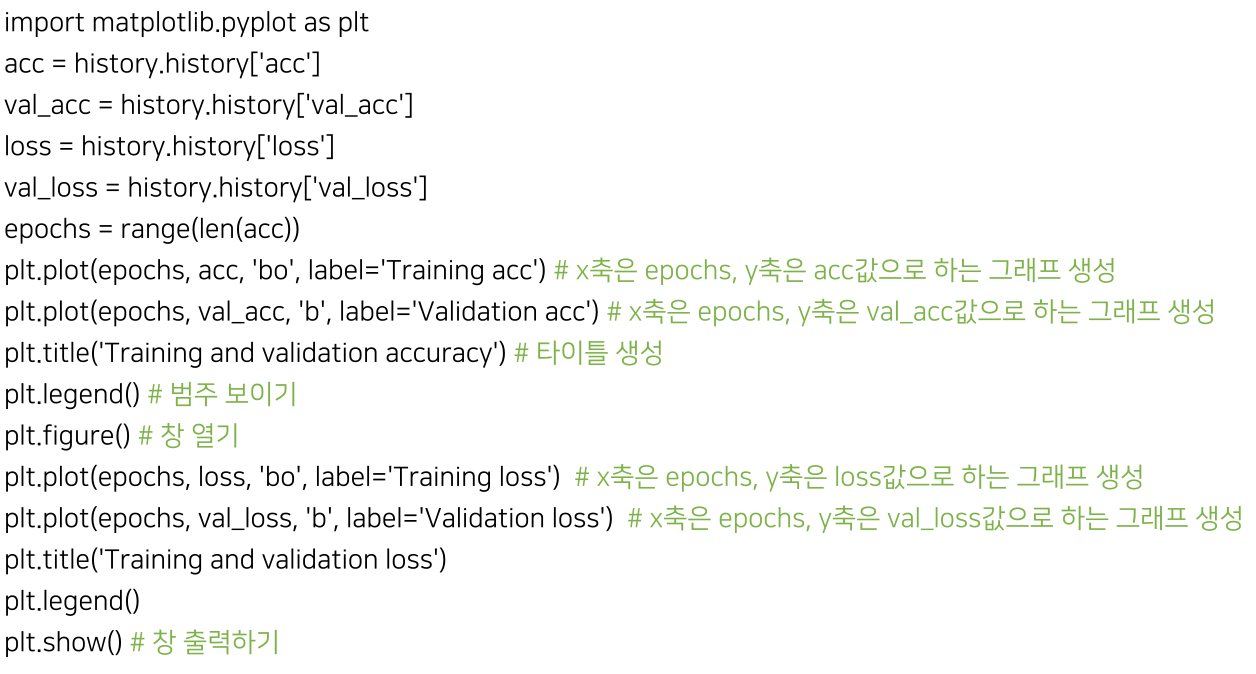 import matplotlib.pyplot as plt
acc = history.history['acc']
val_acc = history.history['val_acc']
loss = history.history['loss']
val_loss = history.history['val_loss']
epochs = range(len(acc))
plt.plot(epochs, acc, 'bo', label='Training acc') # x축은 epochs, y축은 acc값으로 하는 그래프 생성
plt.plot(epochs, val_acc, 'b', label='Validation acc') # x축은 epochs, y축은 val_acc값으로 하는 그래프 생성
plt.title('Training and validation accuracy') # 타이틀 생성
plt.legend() # 범주 보이기
plt.figure() # 창 열기
plt.plot(epochs, loss, 'bo', label='Training loss')  # x축은 epochs, y축은 loss값으로 하는 그래프 생성
plt.plot(epochs, val_loss, 'b', label='Validation loss')  # x축은 epochs, y축은 val_loss값으로 하는 그래프 생성
plt.title('Training and validation loss')
plt.legend()
plt.show() # 창 출력하기